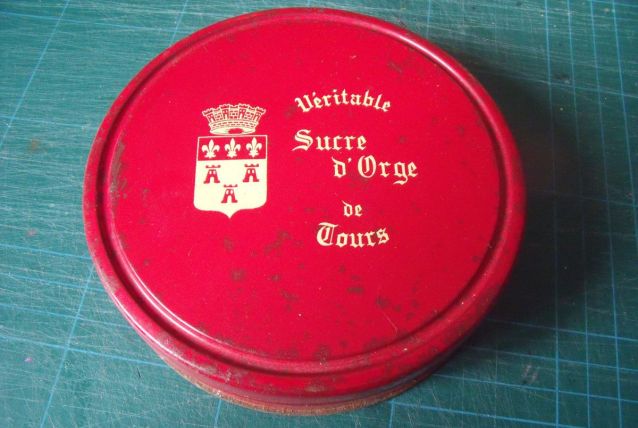 Véritable
Sucre
d'Orge
de
Tours